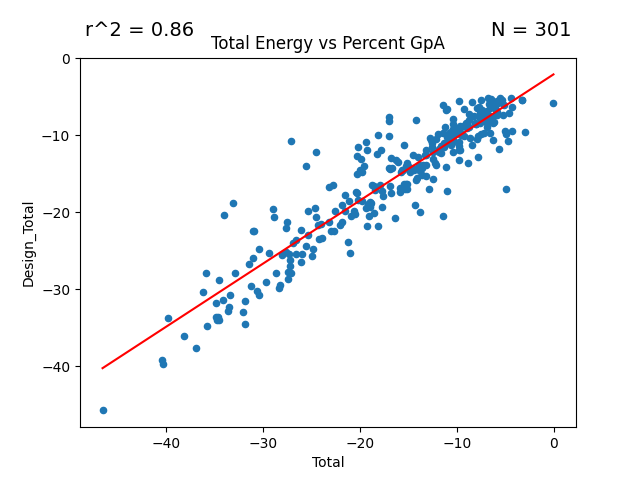 r^2 = 0.86
N = 301
Total Energy vs Percent GpA
0
−10
−20
−30
−40
Design_Total
−40
−30
−20
−10
0
Total